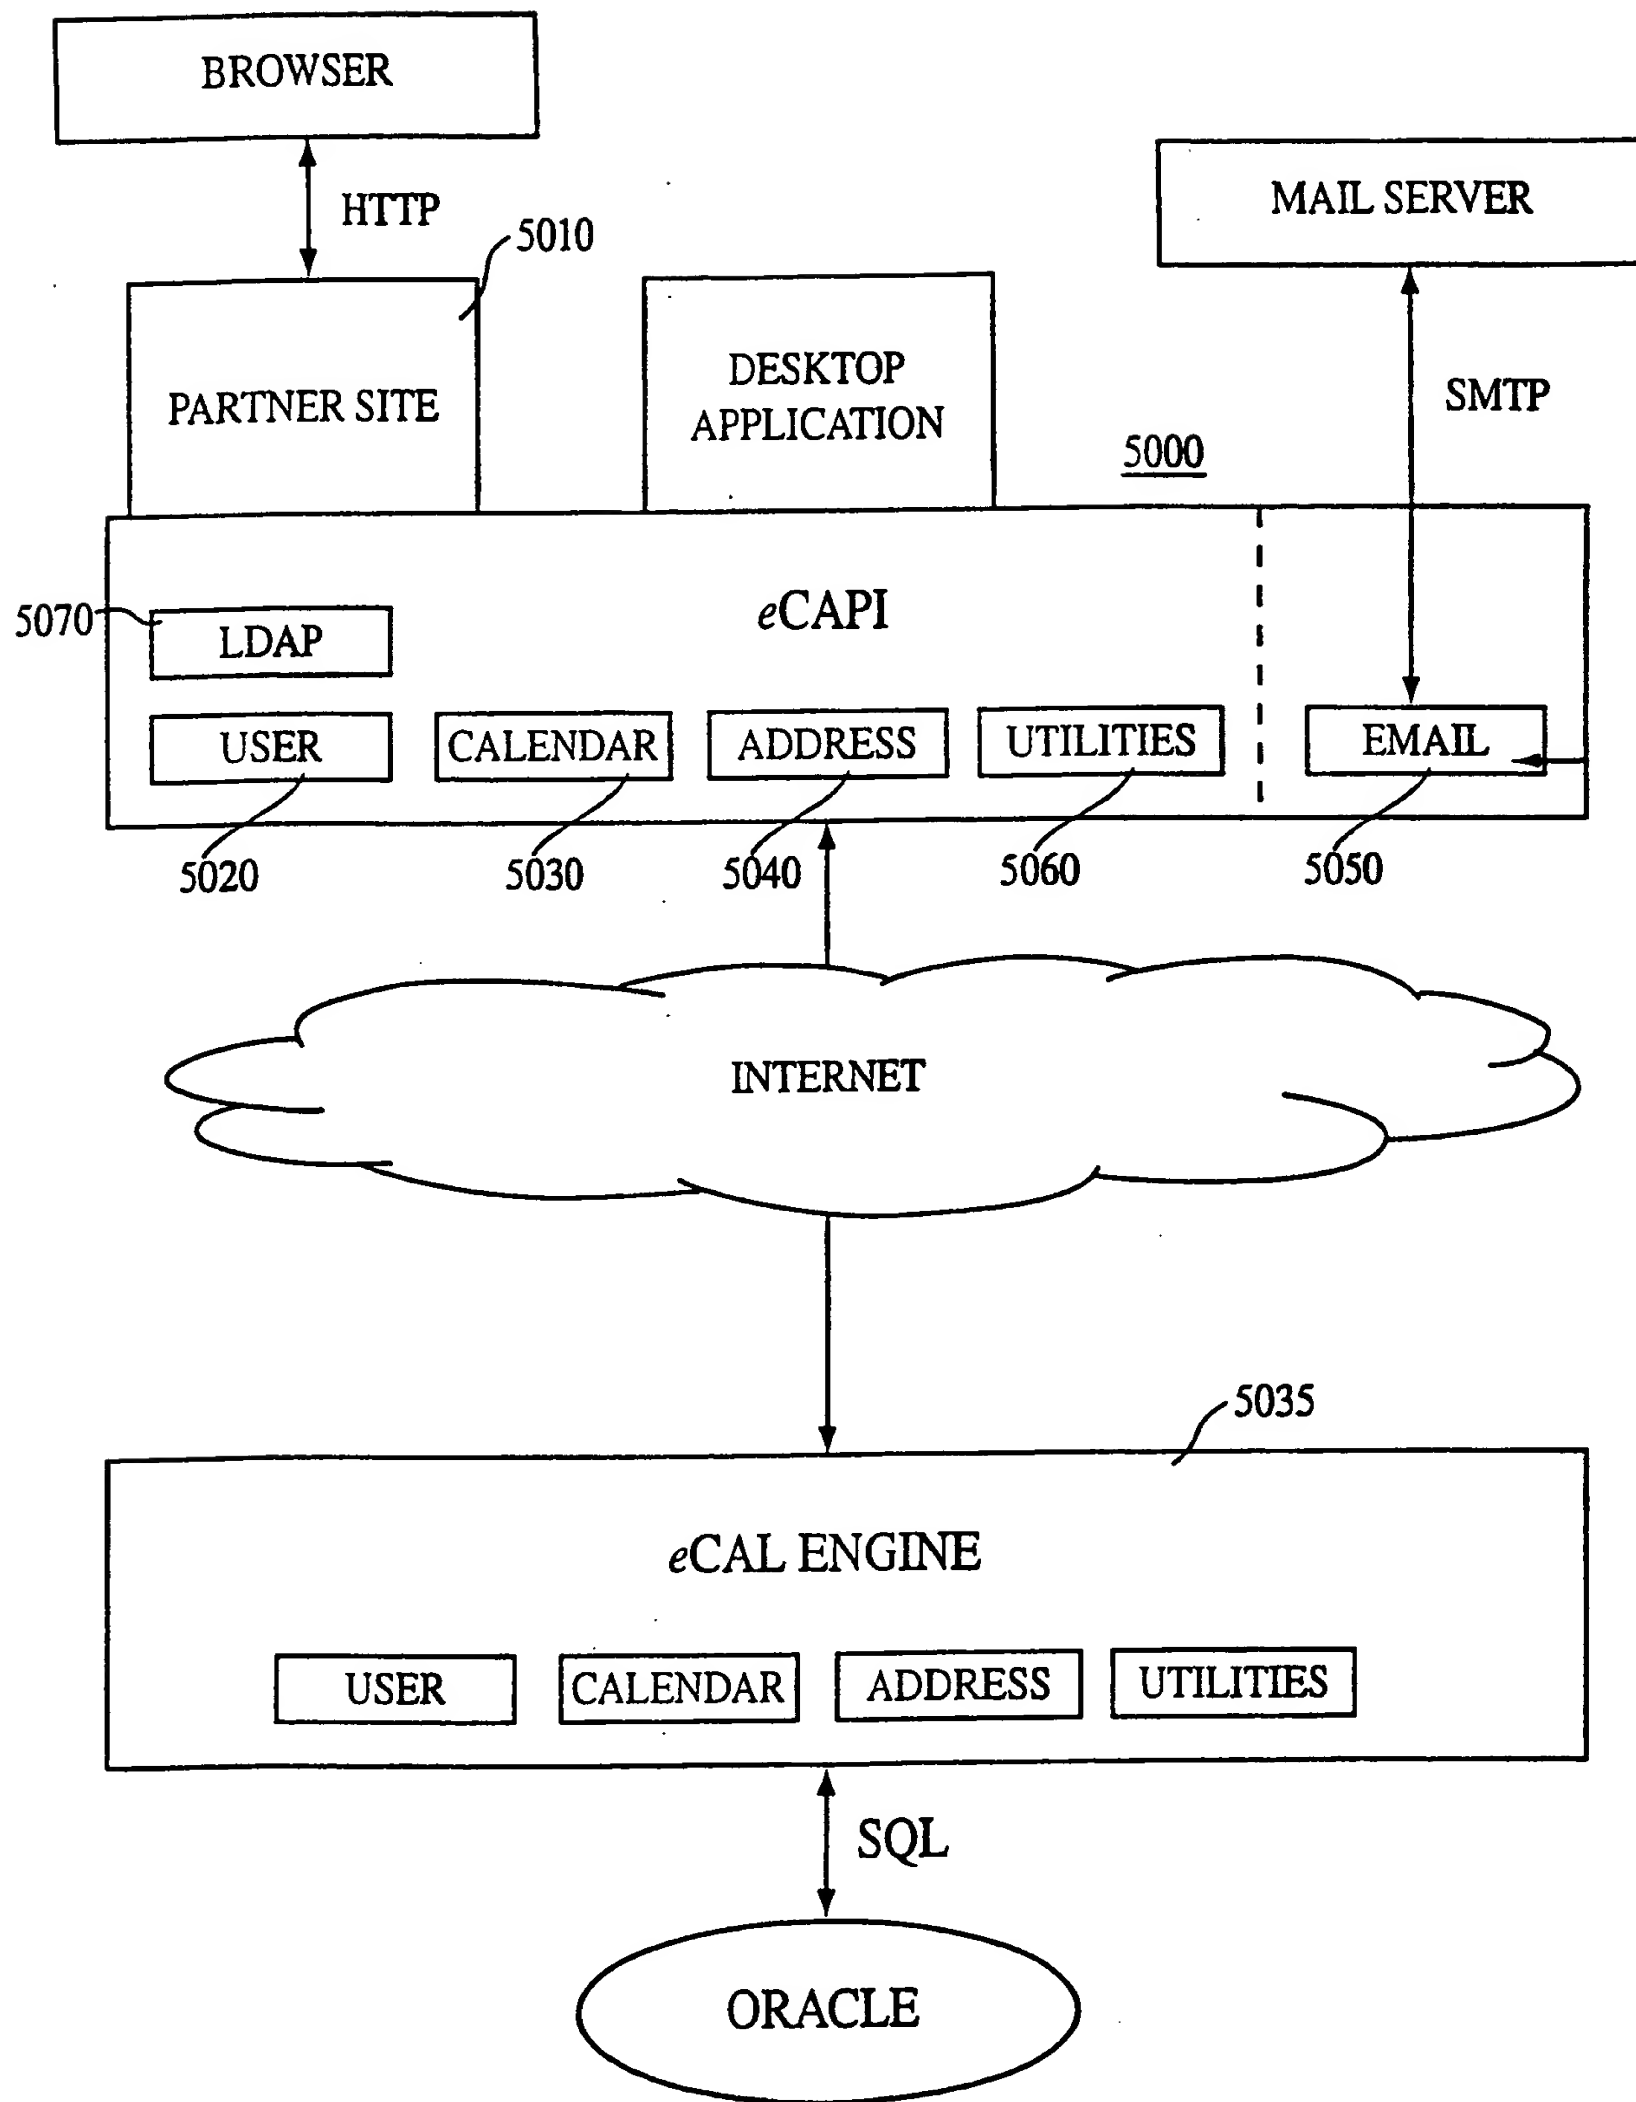 BROWSER
HTTP
MAIL SERVER
5010
PARTNER SITE
DESKTOP
APPLICATION
SMTP
5000
eCAPI
5070
LDAP
USER
CALENDAR
ADDRESS
UTILITIES
EMAIL
5020
5030
5040
5060
5050
INTERNET
5035
eCAL ENGINE
USER
CALENDAR
ADDRESS
UTILITIES
SQL
ORACLE